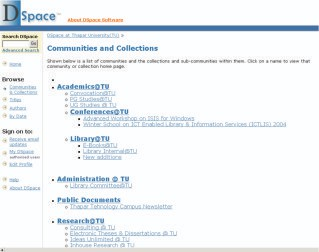 DSpace™
About DSpace Software
Search DSpace
Go
Advanced Search
Home
Browse
Communities
& Collections
Titles
Authors
By Date
Sign on to:
Receive email
updates
My DSpace
authorized users
Edit Profile
Help
About DSpace
DSpace at Thapar University(TU) »
Communities and Collections
Shown below is a list of communities and the collections and sub-communities within them. Click on a name to view that
community or collection home page.
Academics@TU
Convocation@TU
PG Studies@TU
UG Studies @ TU
Conferences@TU
Advanced Workshop on ISIS for Windows
Winter School on ICT Enabled Library & Information Services (ICTLIS) 2004
Library@TU
E-Books@TU
Library Internal@TU
New additions
Administration @ TU
Library Committee@TU
Public Documents
Thapar Tehnology Campus Newsletter
Research@TU
Consulting @ TU
Electronic Theses & Dissertations @ TU
Ideas Unlimited @ TU
Inhouse Research @ TU